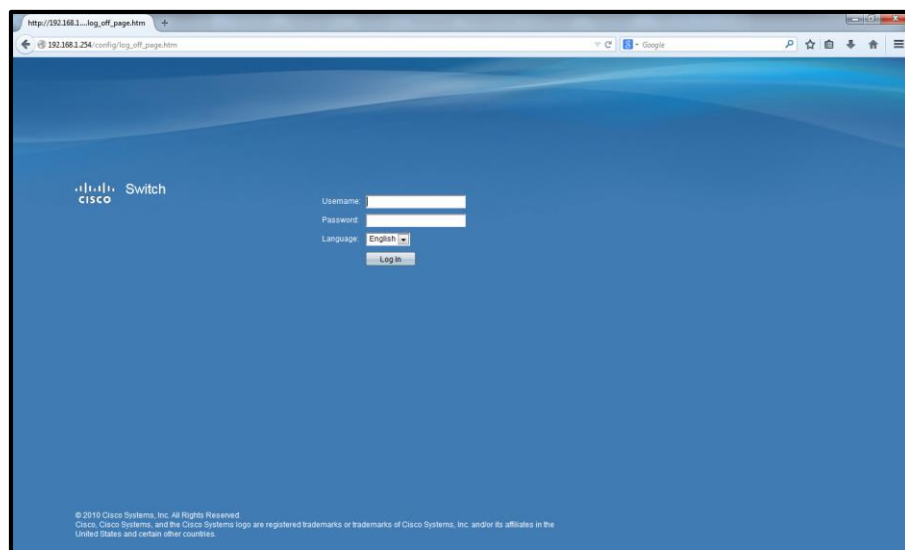 http://192.168.1....log_off_page.htm
192.168.1.254/config/log_off_page.htm
Google
CISCO
Switch
Username:
Password:
Language: English
Log In
© 2010 Cisco Systems, Inc. All Rights Reserved.
Cisco, Cisco Systems, and the Cisco Systems logo are registered trademarks or trademarks of Cisco Systems, Inc. and/or its affiliates in the
United States and certain other countries.